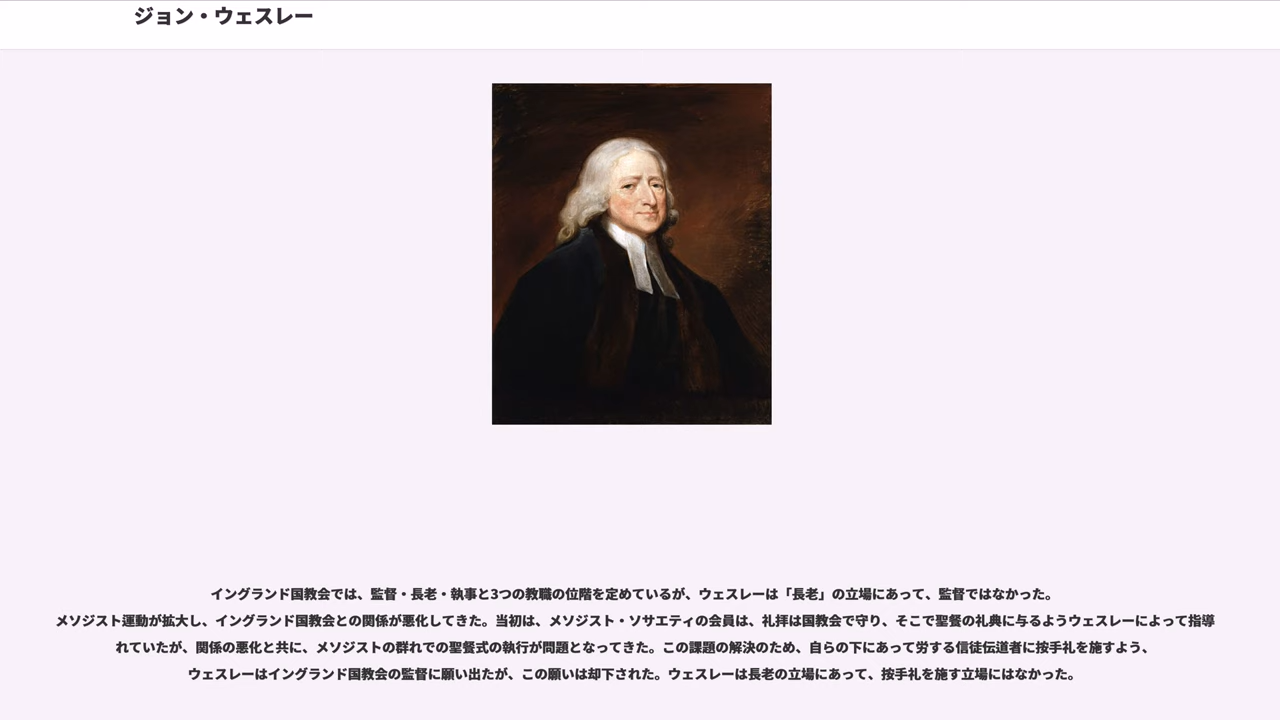 ジョン・ウェスレー
イングランド国教会では、監督・長老・執事と3つの教職の位階を定めているが、ウェスレーは「長老」の立場にあって、監督ではなかった。
メソジスト運動が拡大し、イングランド国教会との関係が悪化してきた。当初は、メソジスト・ソサエティの会員は、礼拝は国教会で守り、そこで聖餐の礼典に与るようウェスレーによって指導
れていたが、関係の悪化と共に、メソジストの群れでの聖餐式の執行が問題となってきた。この課題の解決のため、自らの下にあって労する信徒伝道者に按手礼を施すよう、
ウェスレーはイングランド国教会の監督に願い出たが、この願いは却下された。ウェスレーは長老の立場にあって、按手礼を施す立場にはなかった。